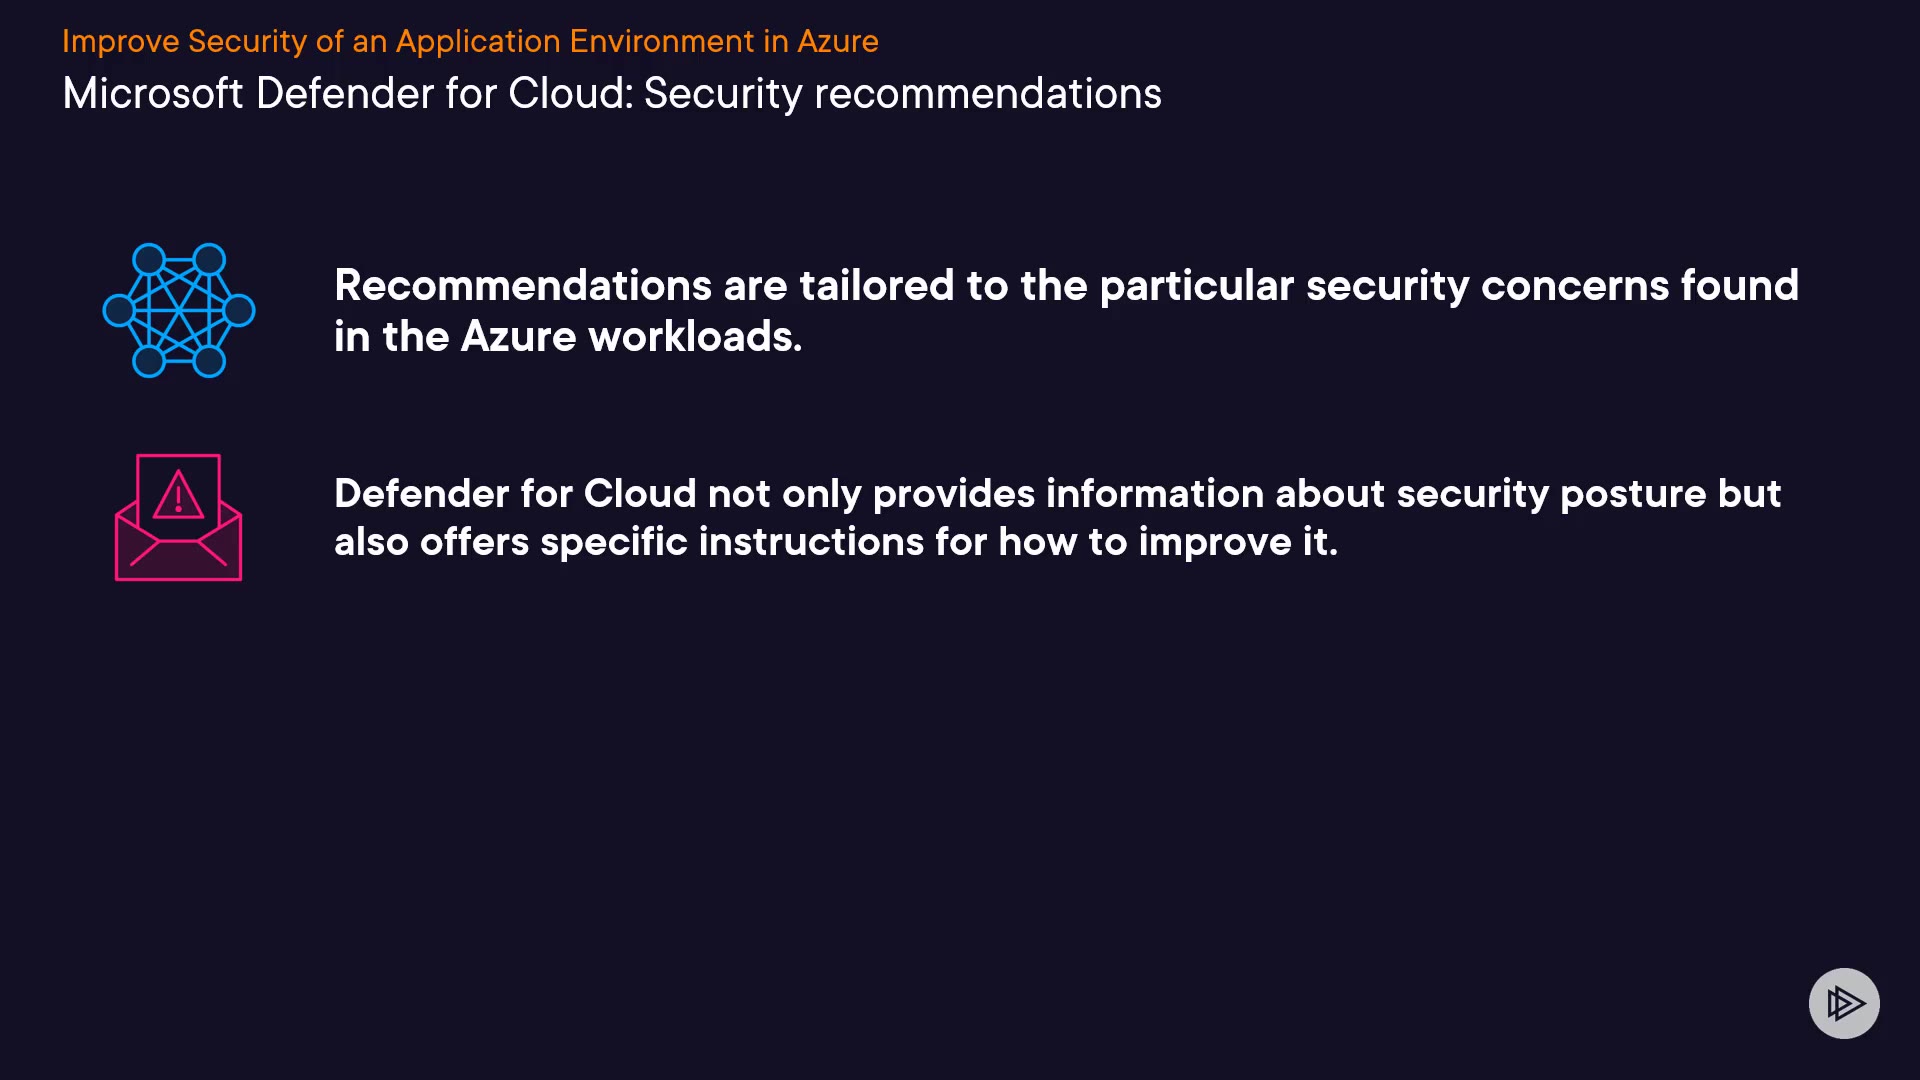 Improve Security of an Application Environment in Azure
Microsoft Defender for Cloud: Security recommendations
Recommendations are tailored to the particular security concerns found
in the Azure workloads.
Defender for Cloud not only provides information about security posture but
also offers specific instructions for how to improve it.